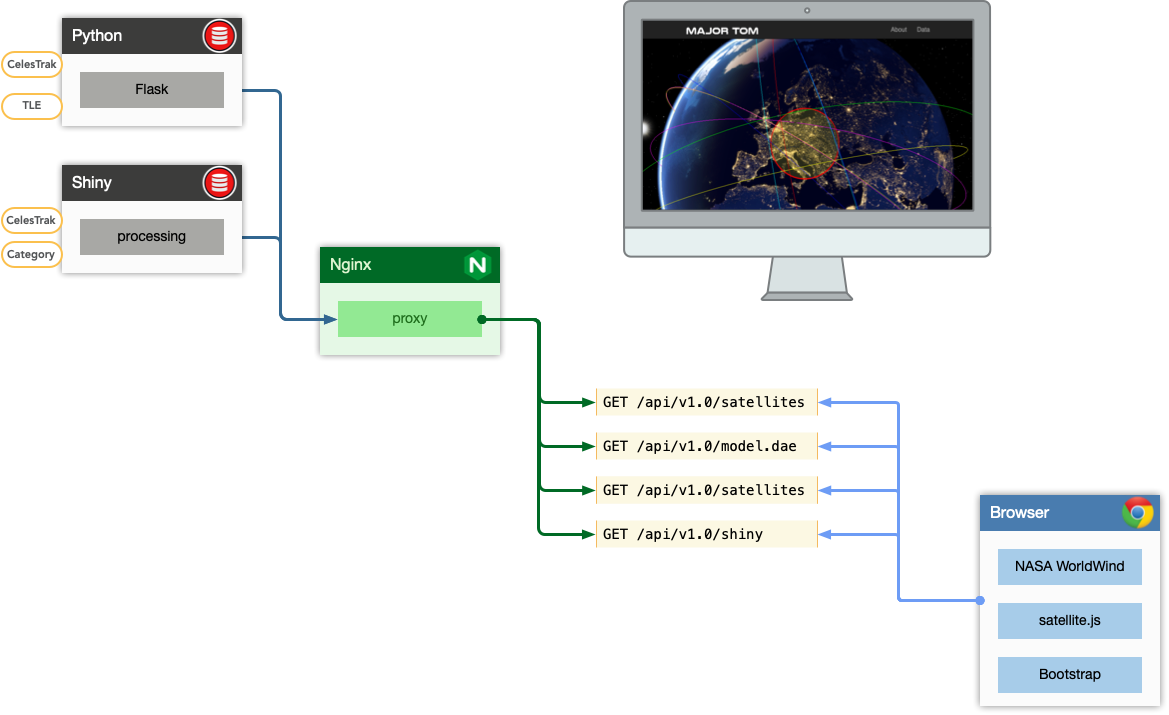 Python
CelesTrak
Flask
TLE
Shiny
CelesTrak
processing
Category
MAJOR TOM
About Data
Nginx
N
proxy
GET /api/v1.0/satellites
GET /api/v1.0/model.dae
GET /api/v1.0/satellites
GET /api/v1.0/shiny
Browser
NASA WorldWind
satellite.js
Bootstrap